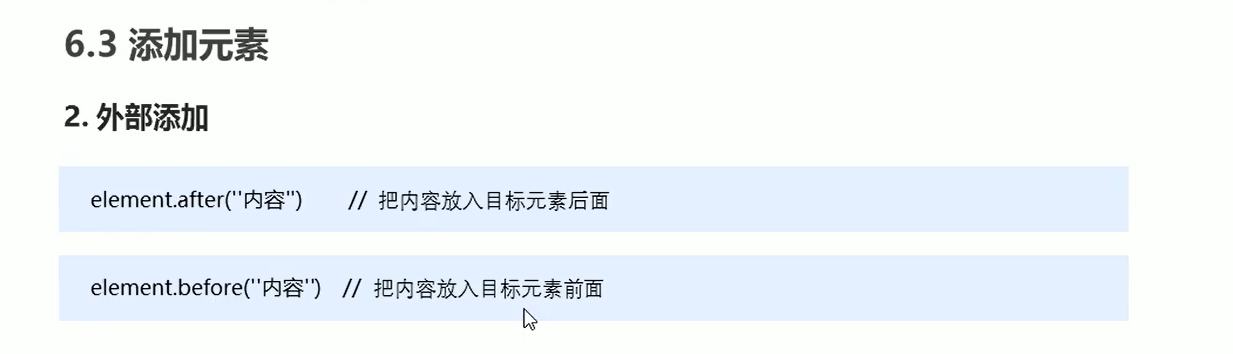 6.3 添加元素
2. 外部添加
element.after(''内容'') // 把内容放入目标元素后面
element.before(''内容'') // 把内容放入目标元素前面